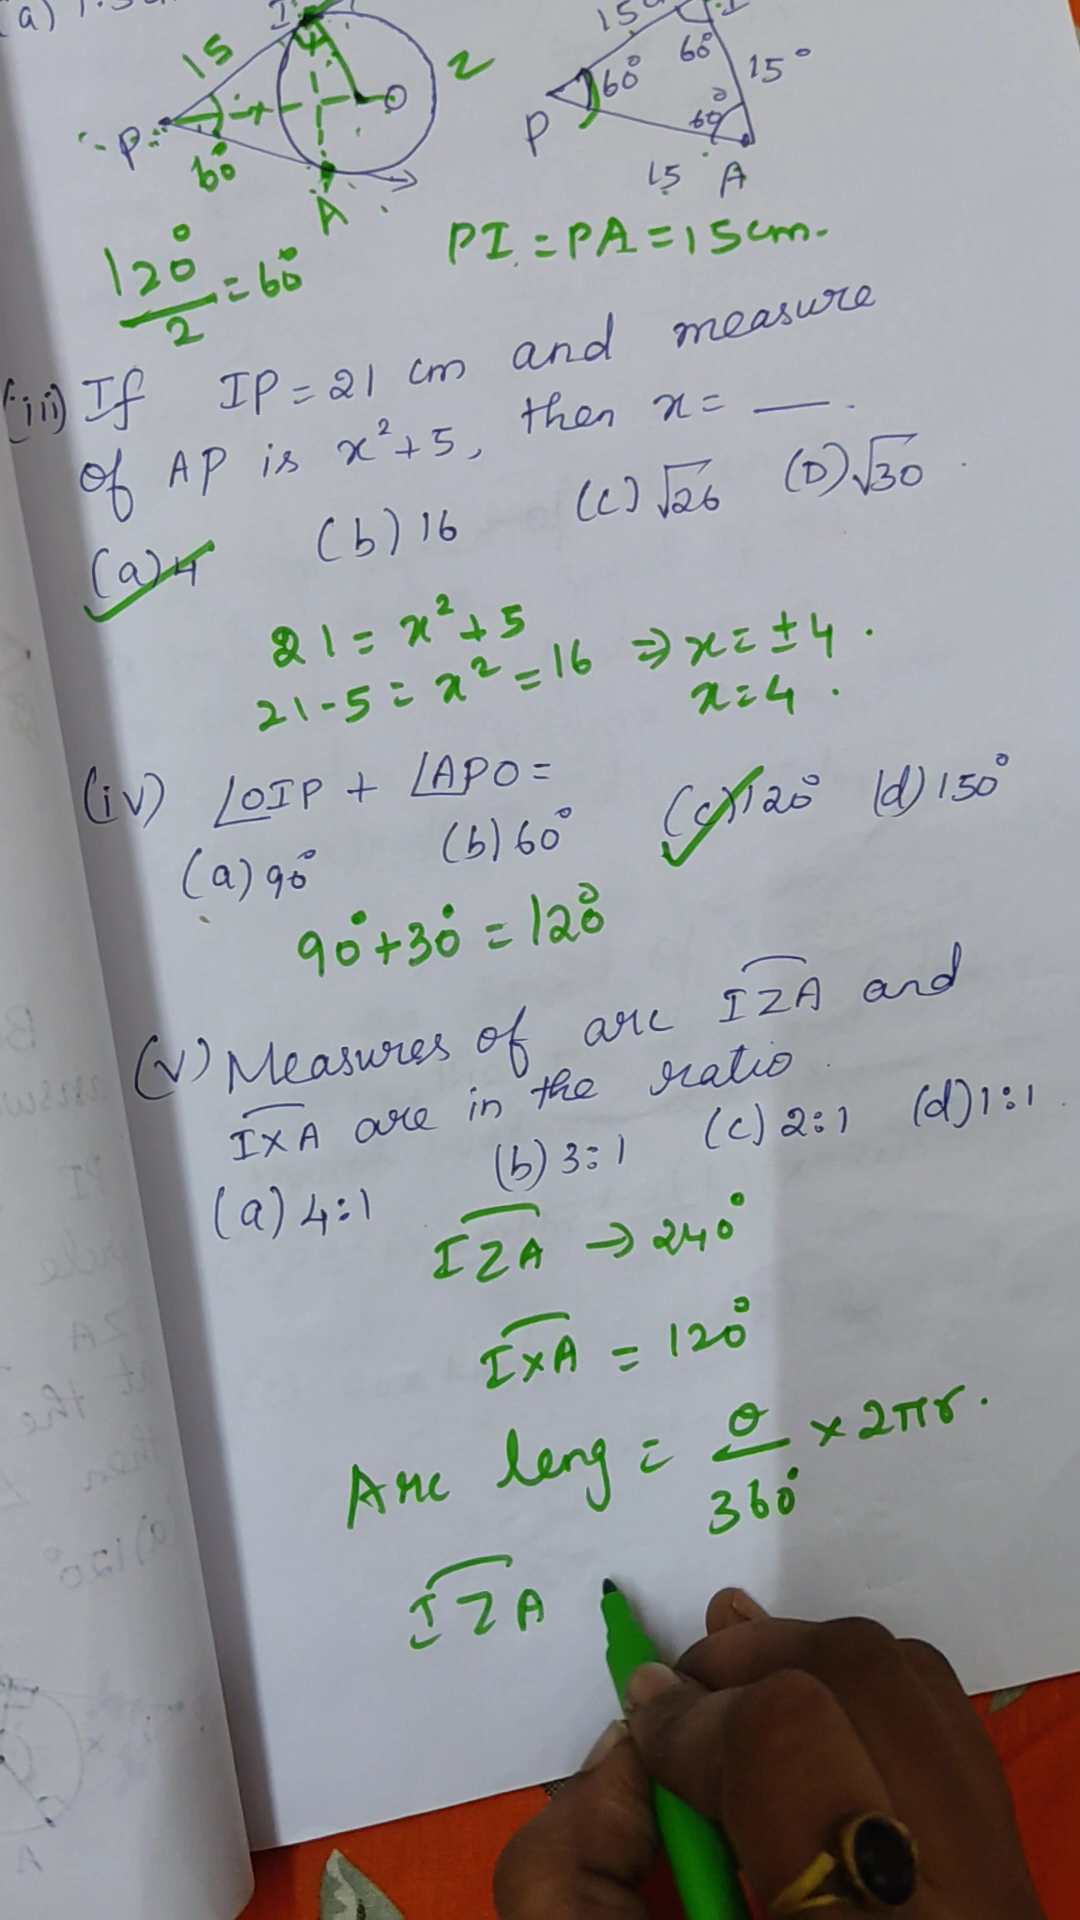 (a)
I
15
P
60°
A
O
Z
15
60°
60°
15°
60°
P
15 A
120°/2 = 60°
PI = PA = 15cm.
(iii) If IP = 21 cm and measure
of AP is x²+5, then x = —.
(a) 4 (b) 16 (c) √26 (D) √30
21 = x²+5
21-5 = x² = 16 ⇒ x = ±4.
x = 4.
(iv) ∠OIP + ∠APO =
(a) 90° (b) 60° (c) 120° (d) 150°
90°+30° = 120°
(v) Measures of arc IZA and
IXA are in the ratio.
(a) 4:1 (b) 3:1 (c) 2:1 (d) 1:1
IZA → 240°
IXA = 120°
Arc leng = θ/360° × 2πr.
IZA